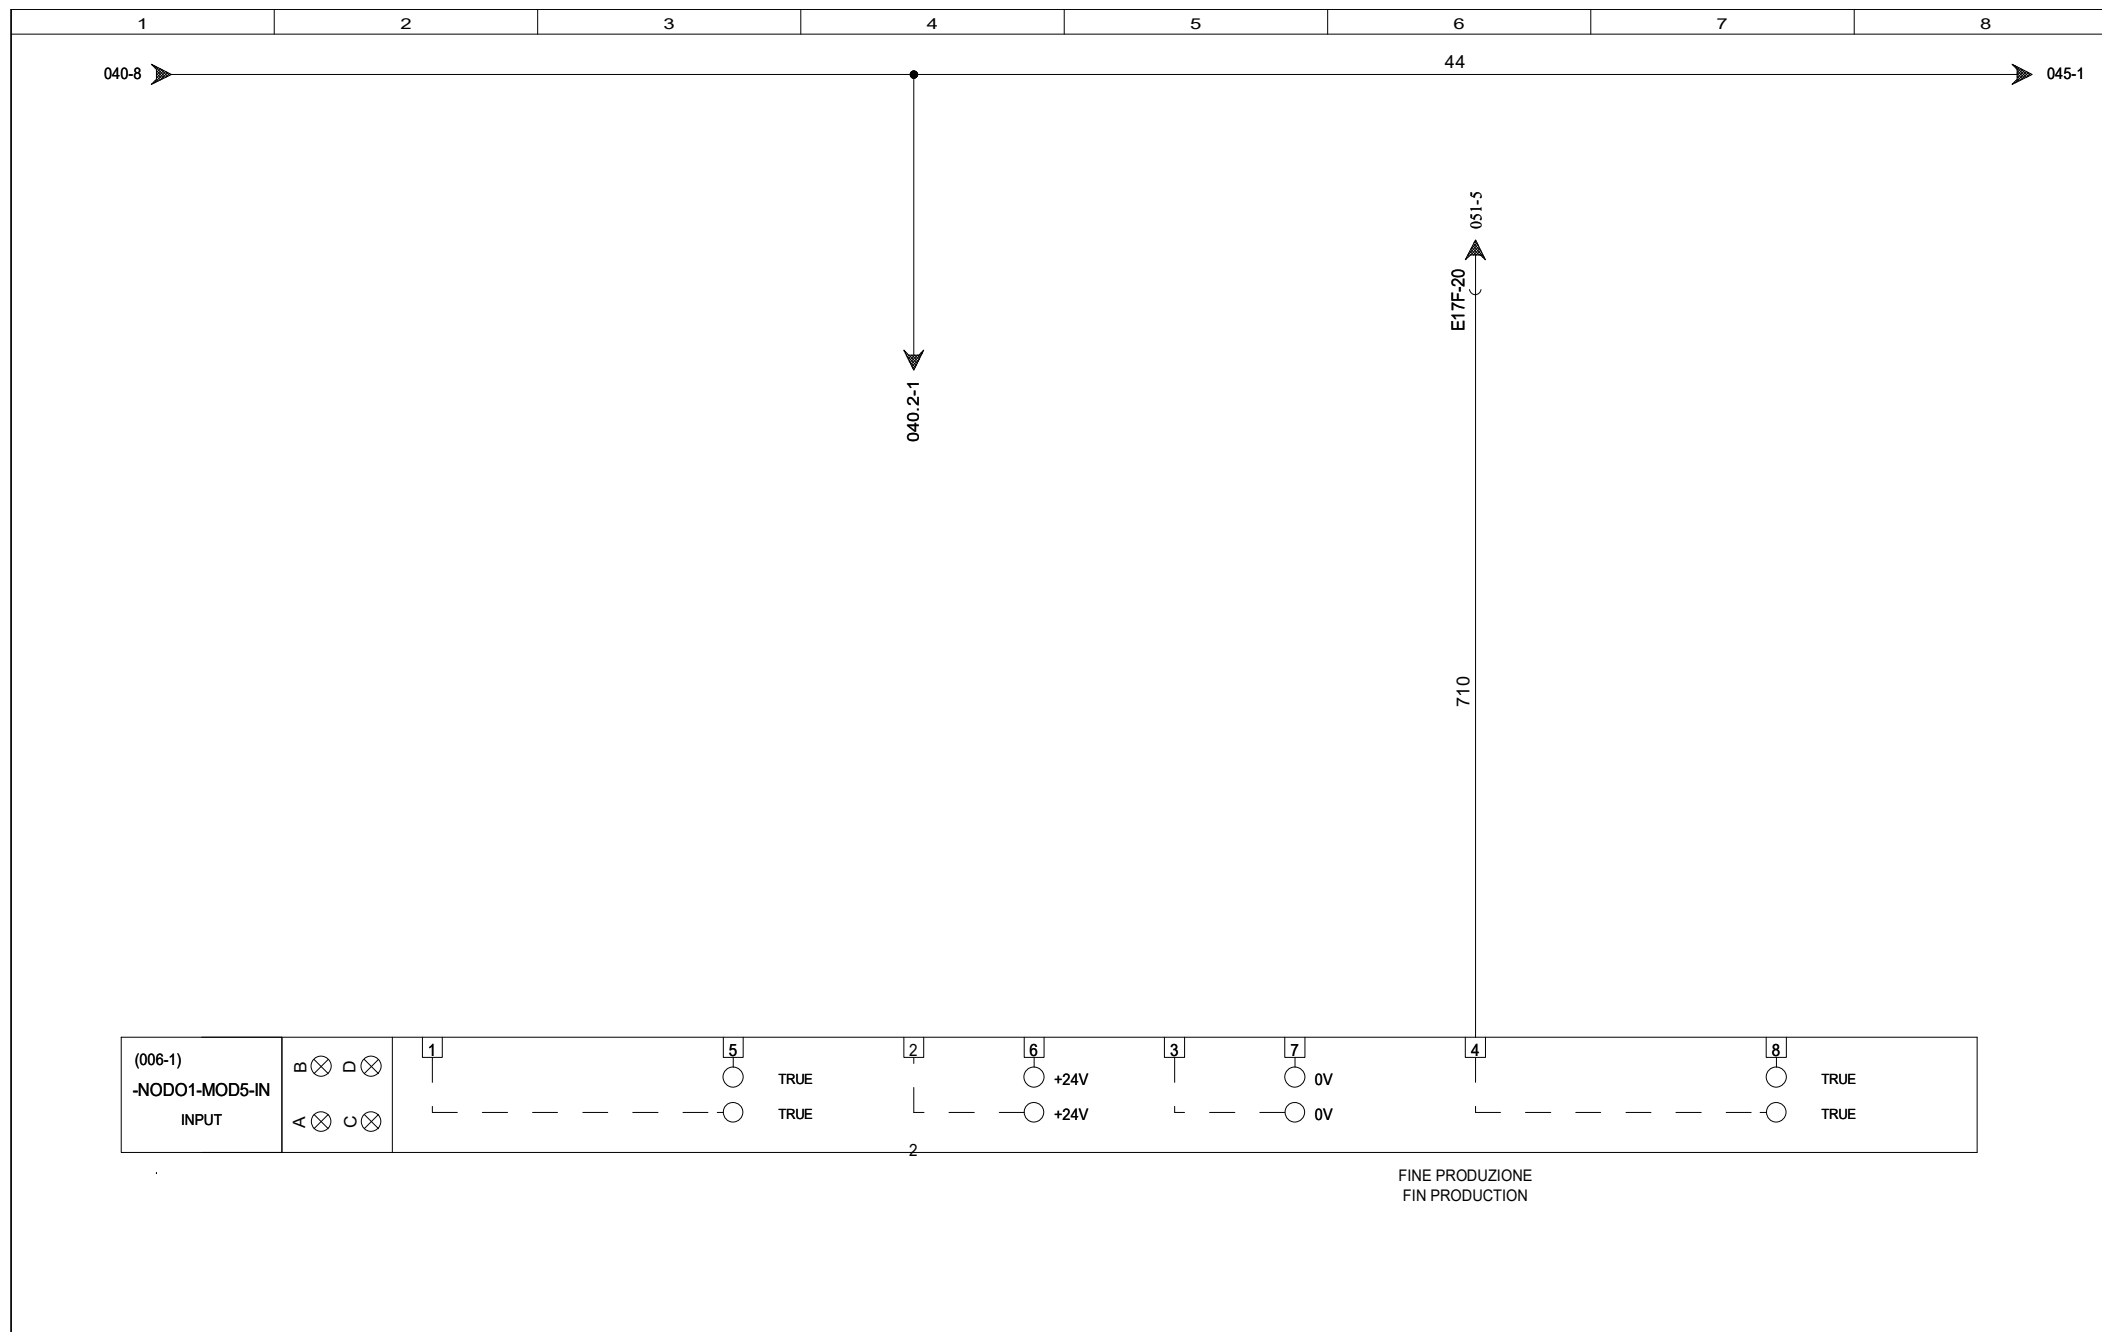 1 2 3 4 5 6 7 8
44
040-8 045-1
051-5
E17F-20
040.2-1
710
1 5 2 6 3 7 4 8
(006-1)
B D
TRUE +24V 0V TRUE
-NODO1-MOD5-IN
INPUT
A C
TRUE +24V 0V TRUE
2
FINE PRODUZIONE
FIN PRODUCTION